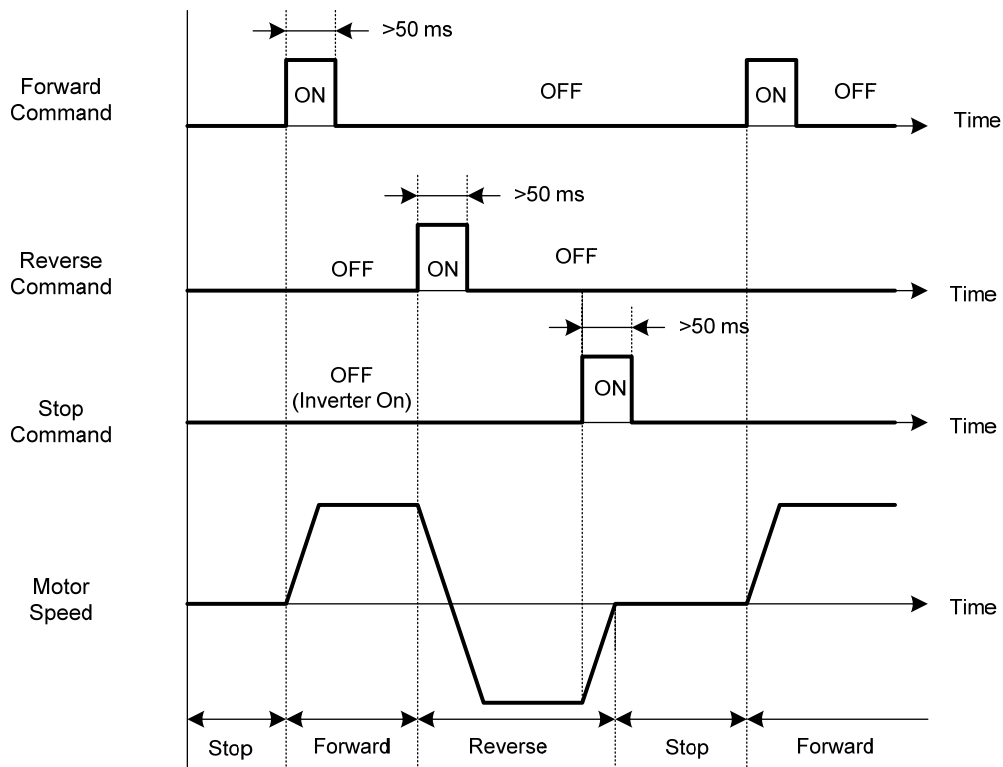 >50 ms
Forward
Command
ON
OFF
ON
OFF
Time
>50 ms
Reverse
Command
OFF
ON
OFF
Time
>50 ms
Stop
Command
OFF
(Inverter On)
ON
Time
Motor
Speed
Time
Stop
Forward
Reverse
Stop
Forward